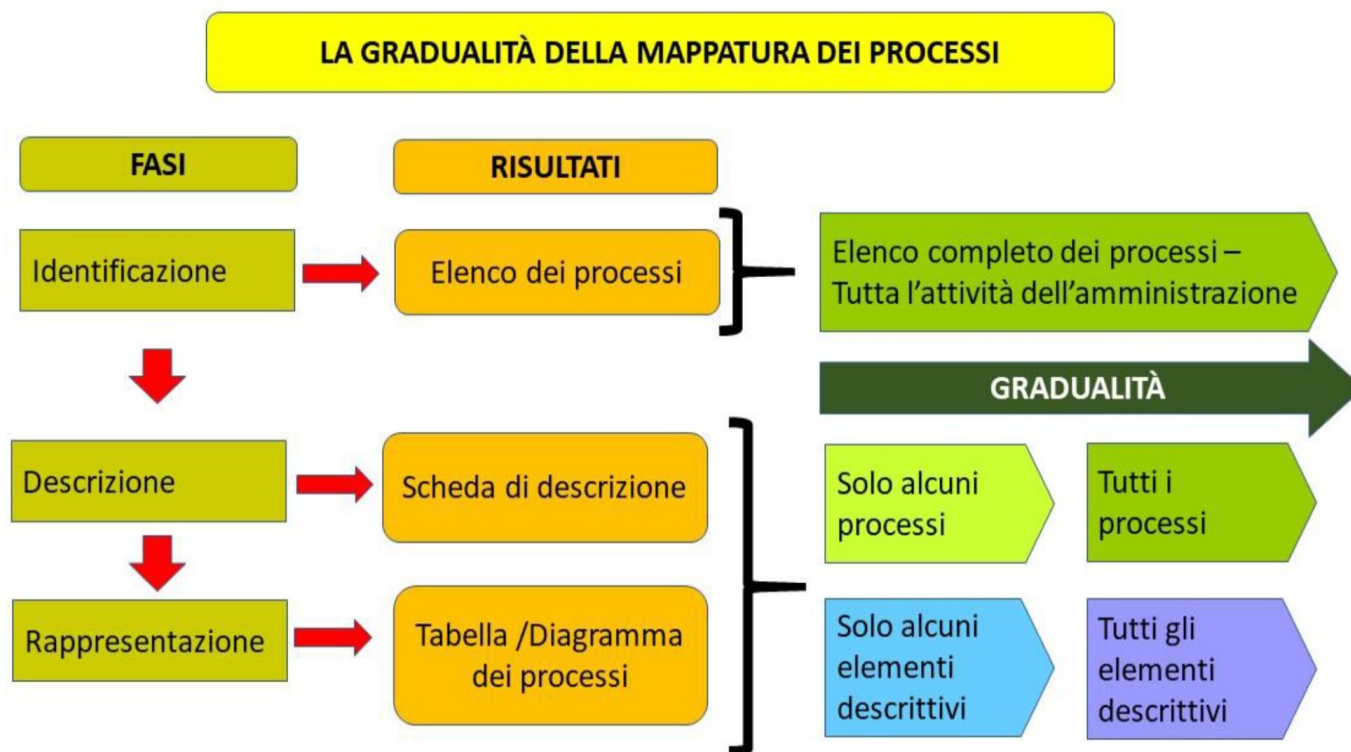 LA GRADUALITÀ DELLA MAPPATURA DEI PROCESSI
FASI
RISULTATI
Identificazione
Elenco dei processi
Elenco completo dei processi –
Tutta l’attività dell’amministrazione
GRADUALITÀ
Descrizione
Scheda di descrizione
Solo alcuni
processi
Tutti i
processi
Rappresentazione
Tabella /Diagramma
dei processi
Solo alcuni
elementi
descrittivi
Tutti gli
elementi
descrittivi